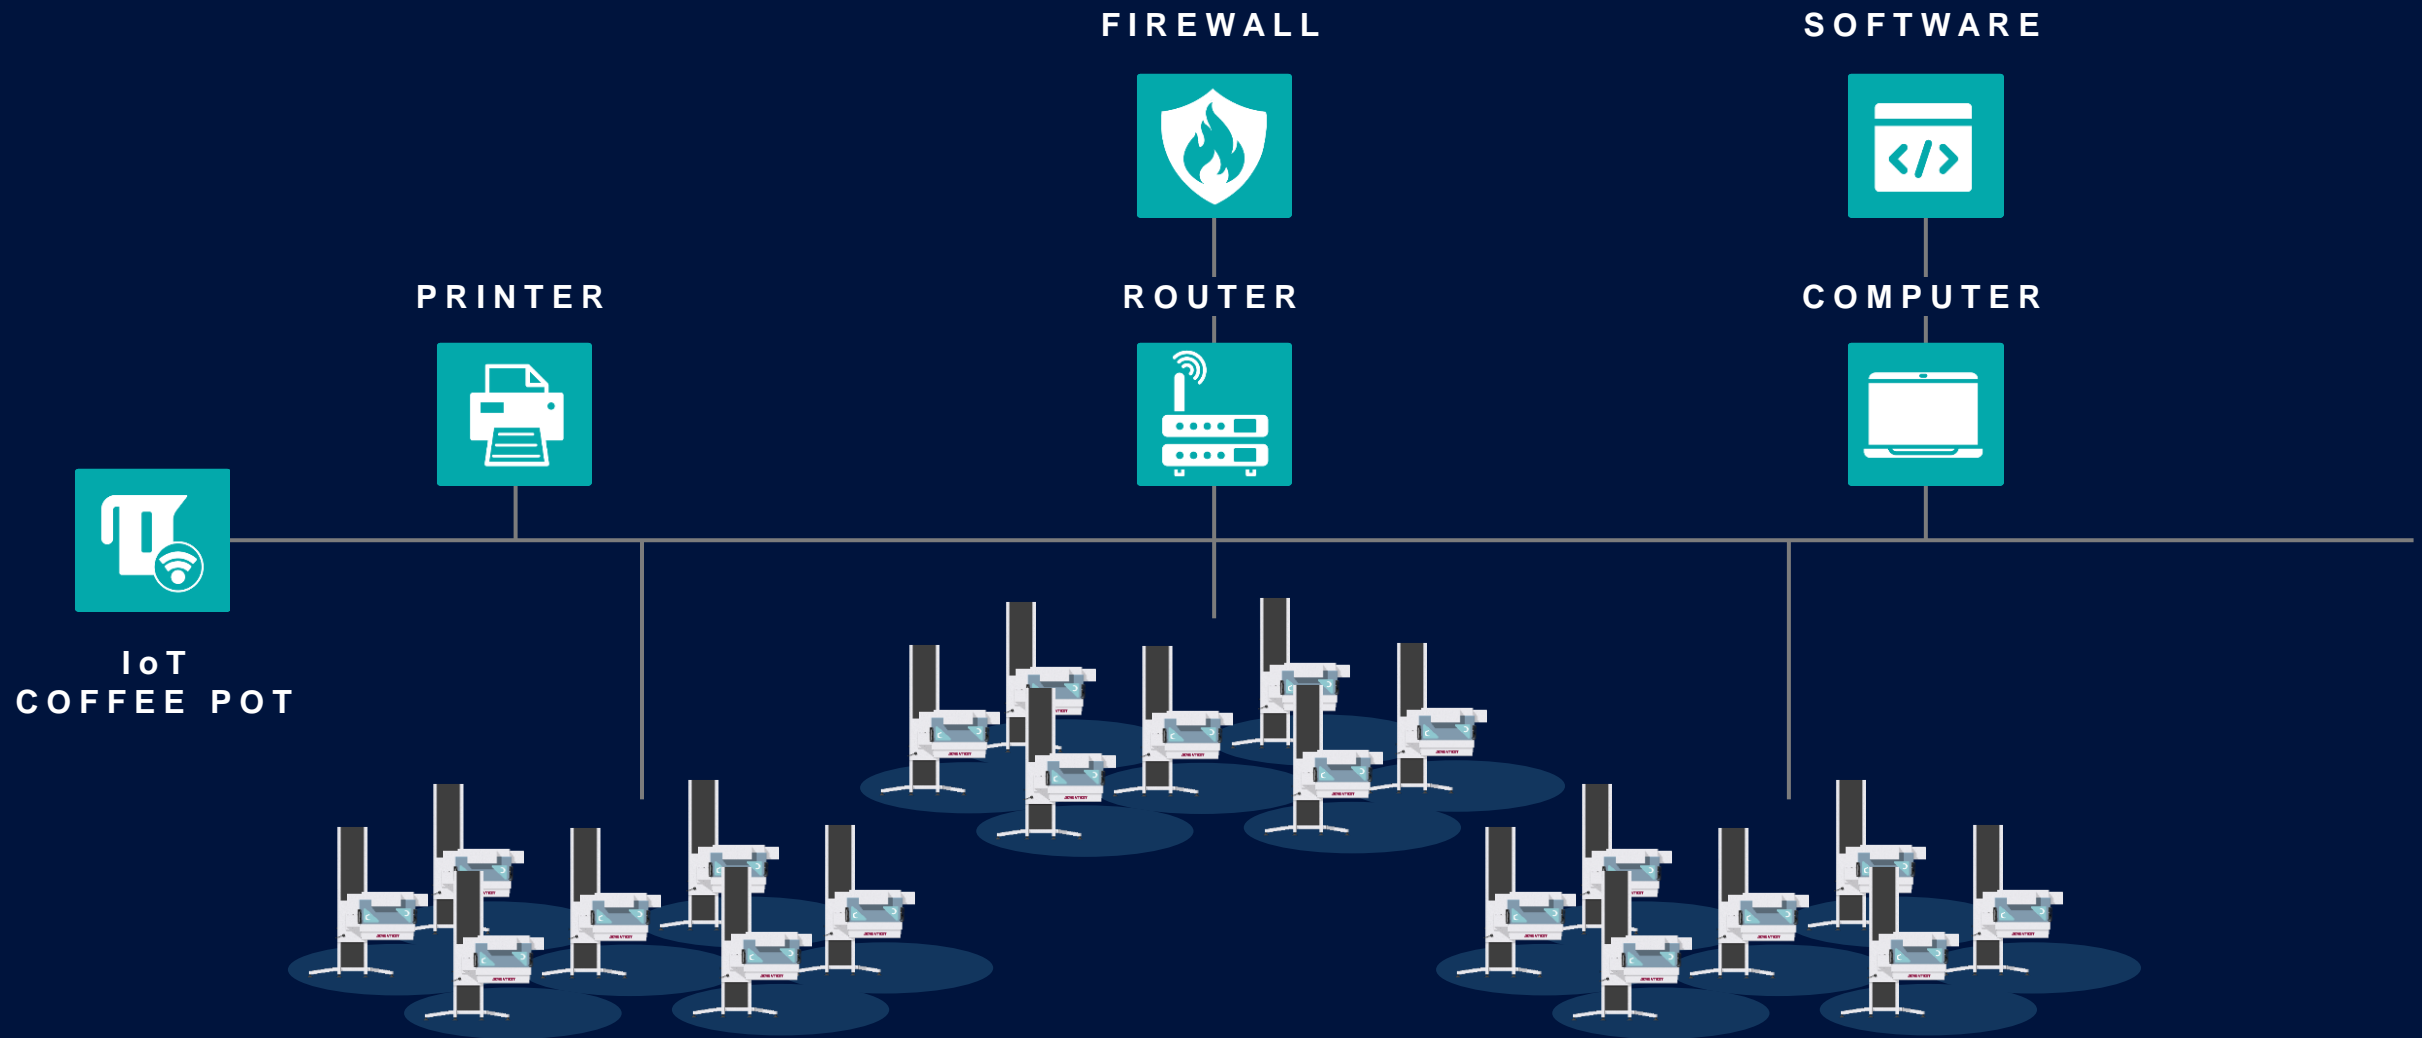 FIREWALL
SOFTWARE
PRINTER
ROUTER
COMPUTER
IoT
COFFEE POT